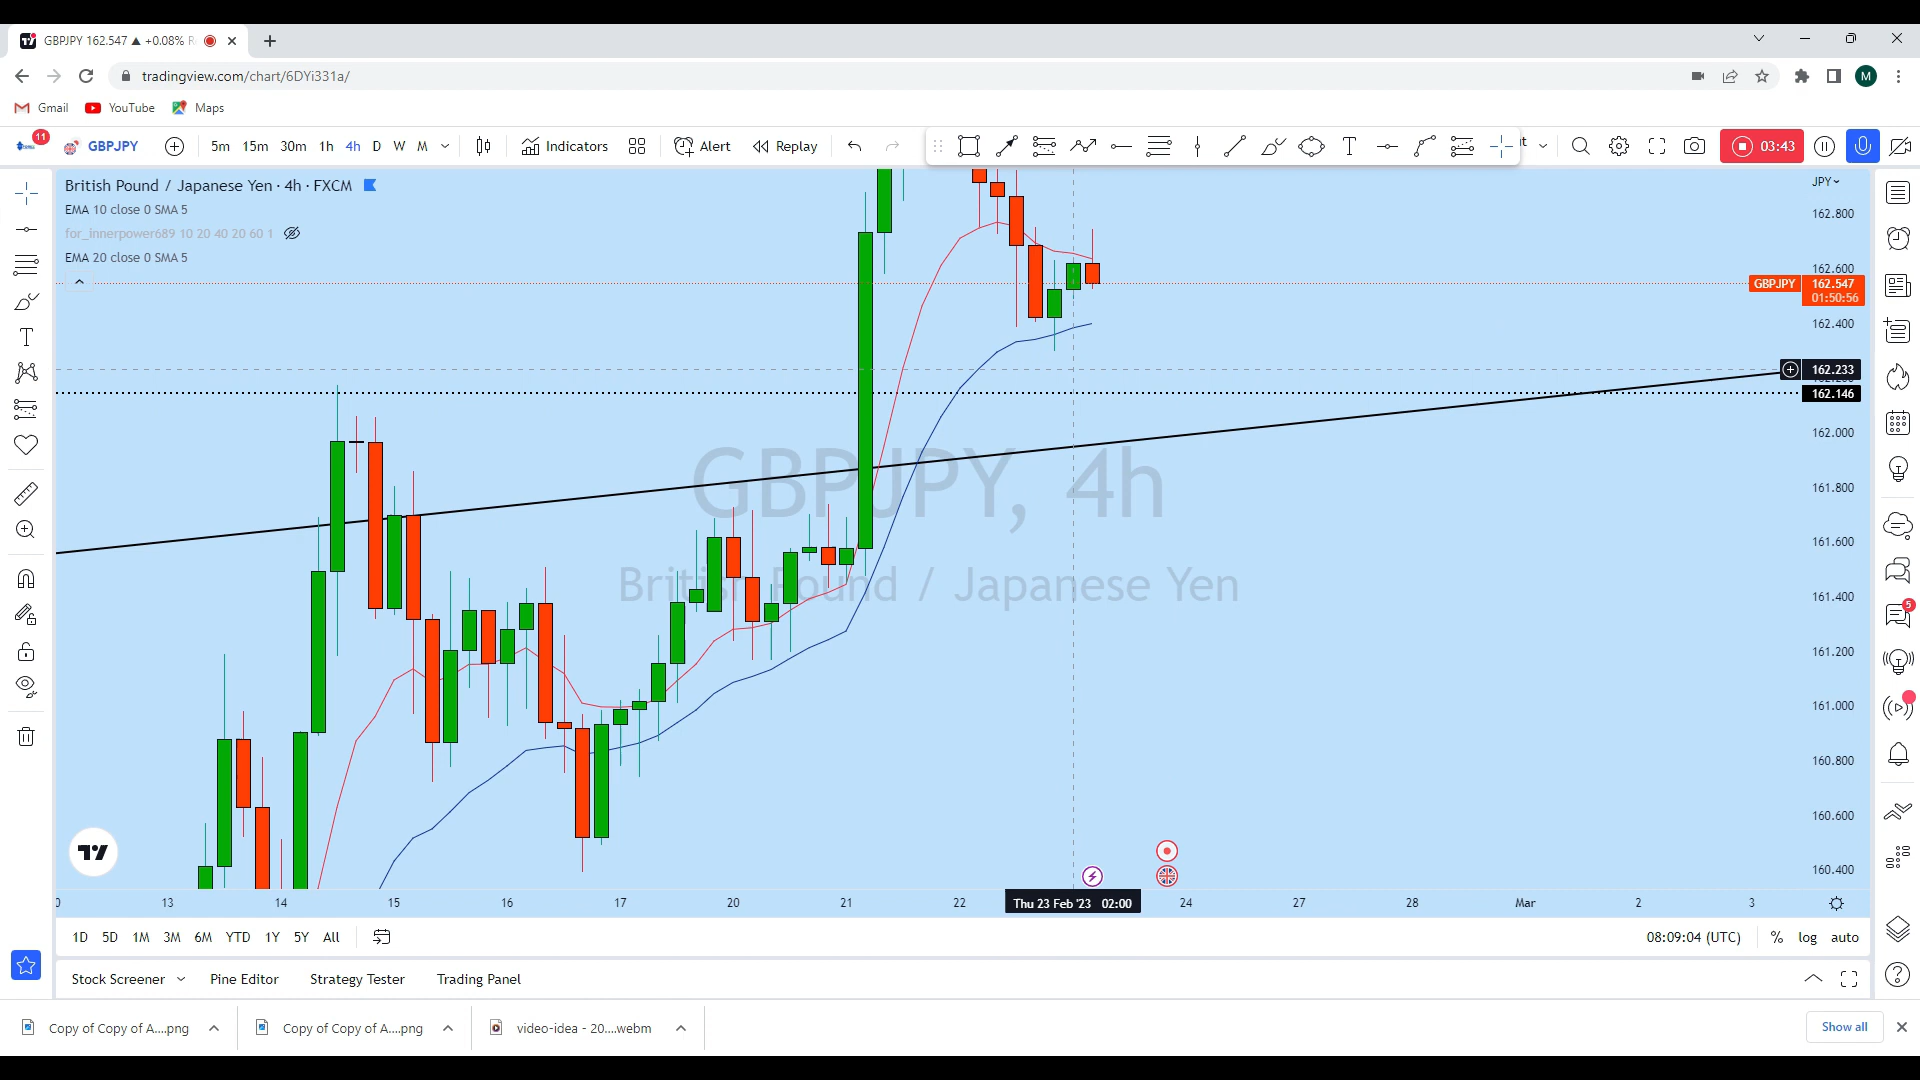 GBPJPY 162.547 ▲ +0.08% R
tradingview.com/chart/6DYi331a/
M
Gmail YouTube Maps
11
GBPJPY 5m 15m 30m 1h 4h D W M Indicators Alert Replay
03:43
British Pound / Japanese Yen · 4h · FXCM
EMA 10 close 0 SMA 5
for_innerpower689 10 20 40 20 60 1
EMA 20 close 0 SMA 5
JPY
162.800
162.600
GBPJPY 162.547
01:50:56
162.400
162.233
162.146
162.000
161.800
161.600
161.400
161.200
161.000
160.800
160.600
160.400
GBPJPY, 4h
British Pound / Japanese Yen
5
13 14 15 16 17 20 21 22 Thu 23 Feb '23 02:00 24 27 28 Mar 2 3
1D 5D 1M 3M 6M YTD 1Y 5Y All
08:09:04 (UTC) % log auto
Stock Screener Pine Editor Strategy Tester Trading Panel
Copy of Copy of A....png Copy of Copy of A....png video-idea - 20....webm Show all